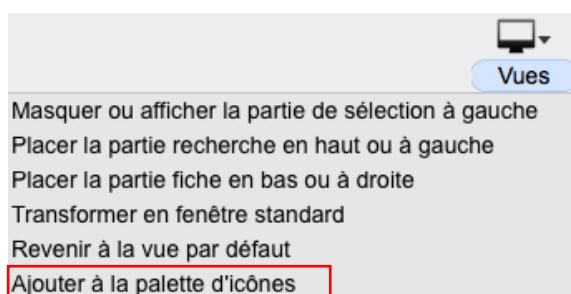 Vues
Masquer ou afficher la partie de sélection à gauche
Placer la partie recherche en haut ou à gauche
Placer la partie fiche en bas ou à droite
Transformer en fenêtre standard
Revenir à la vue par défaut
Ajouter à la palette d'icônes